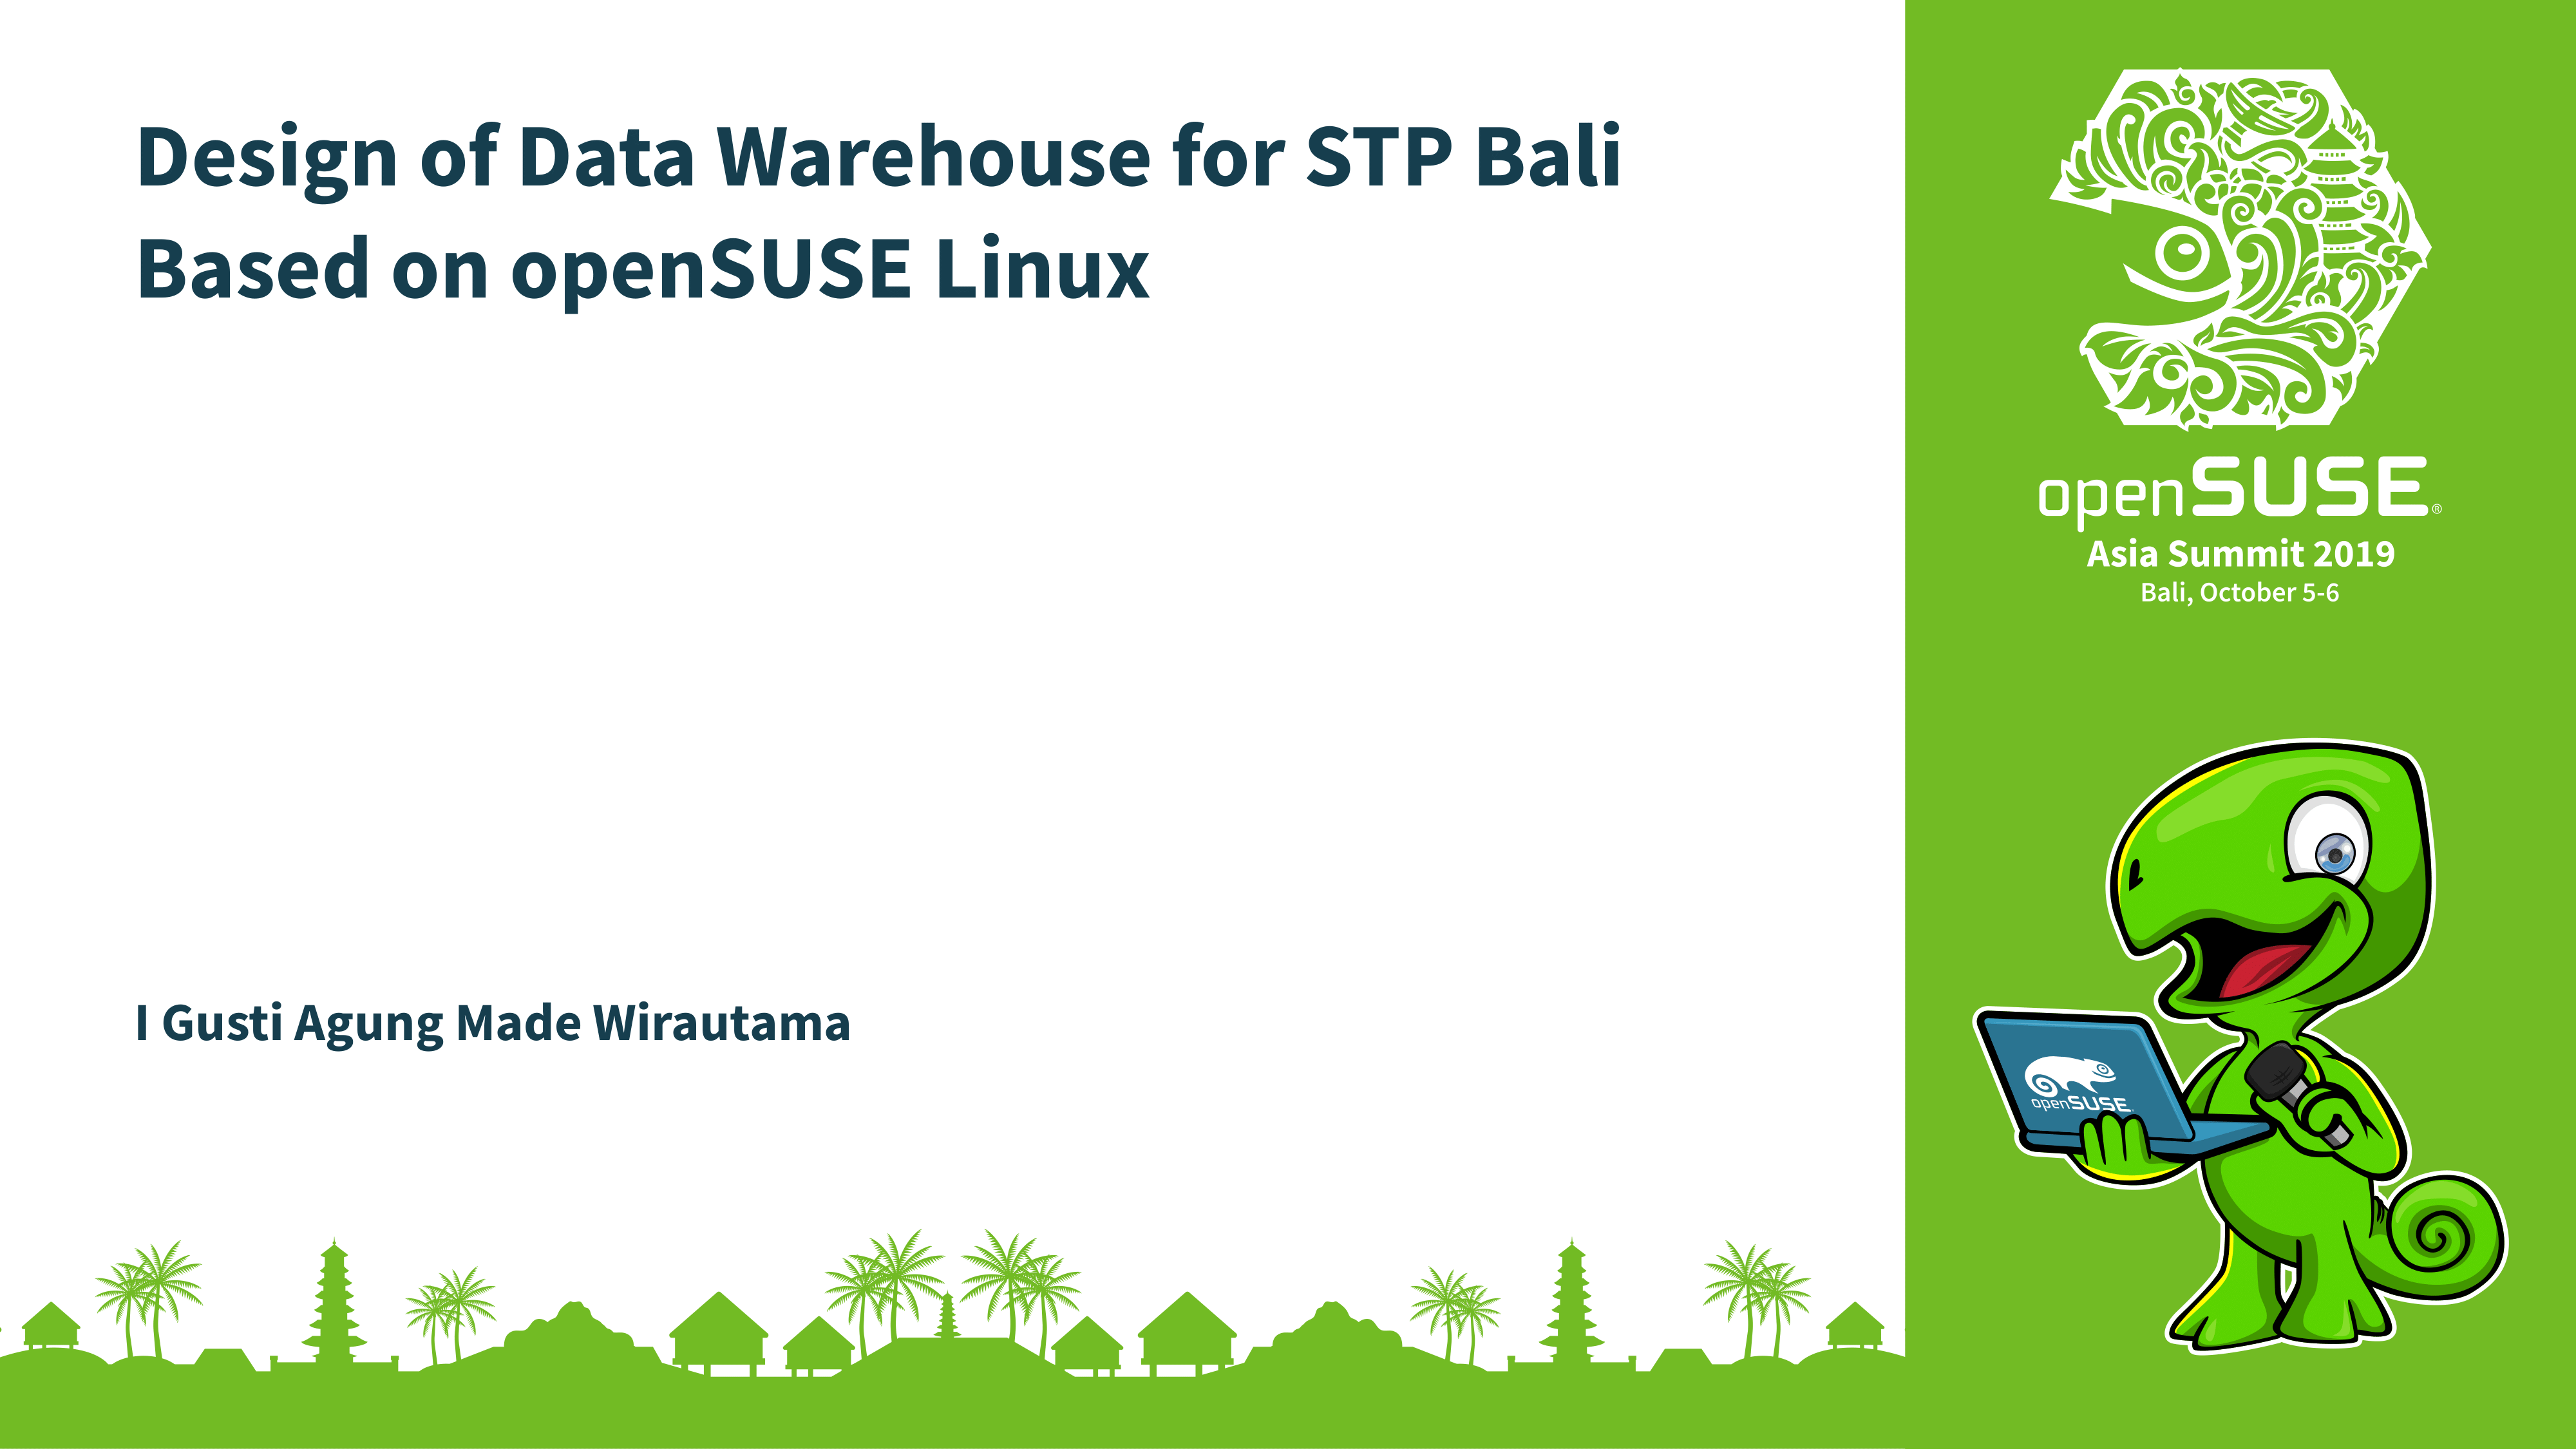 Design of Data Warehouse for STP Bali
Based on openSUSE Linux
I Gusti Agung Made Wirautama
openSUSE®
Asia Summit 2019
Bali, October 5-6
openSUSE